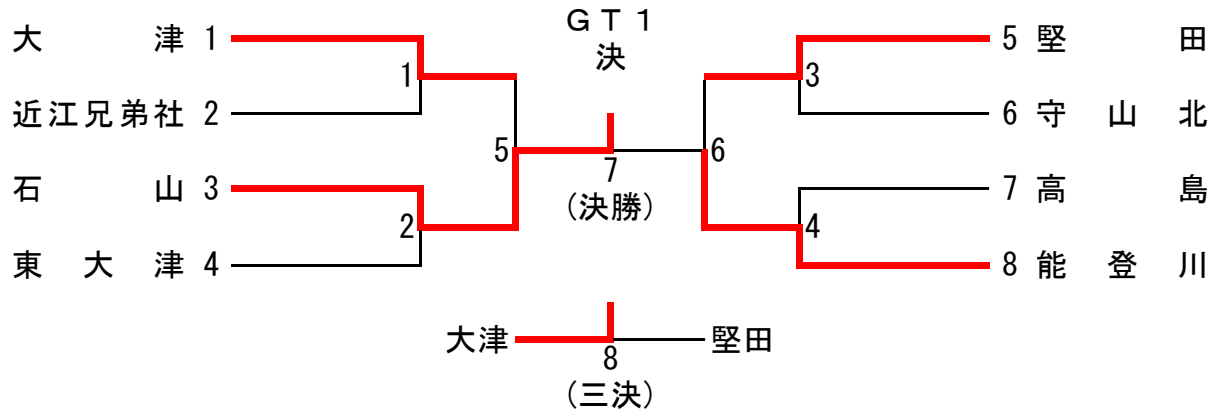 GT1
決
大津 1
1
近江兄弟社 2
石山 3
2
東大津 4
5
7
(決勝)
6
5 堅田
3
6 守山北
7 高島
4
8 能登川
大津
8
堅田
(三決)